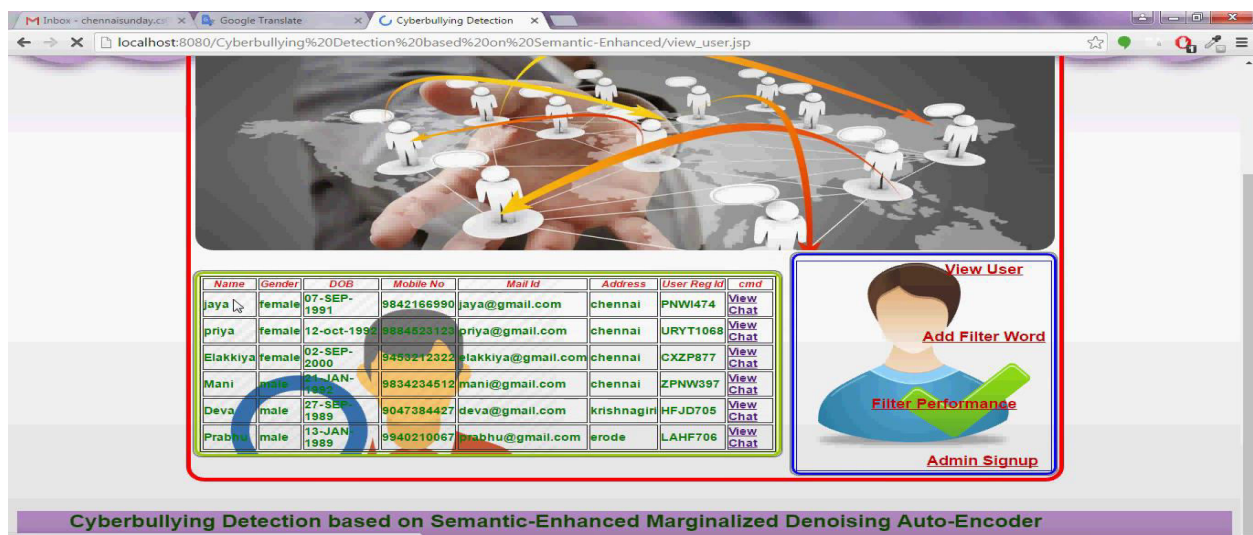 Inbox - chennaisunday.cs
Google Translate
Cyberbullying Detection
localhost:8080/Cyberbullying%20Detection%20based%20on%20Semantic-Enhanced/view_user.jsp
Name Gender DOB Mobile No Mail Id Address User Reg Id cmd
jaya female 07-SEP-1991 9842166990 jaya@gmail.com chennai PNWI474 View Chat
priya female 12-oct-1992 9884523123 priya@gmail.com chennai URYT1068 View Chat
Elakkiya female 02-SEP-2000 9453212322 elakkiya@gmail.com chennai CXZP877 View Chat
Mani male 21-JAN-1992 9834234512 mani@gmail.com chennai ZPNW397 View Chat
Deva male 27-SEP-1989 9047384427 deva@gmail.com krishnagiri HFJD705 View Chat
Prabhu male 13-JAN-1989 9940210067 prabhu@gmail.com erode LAHF706 View Chat
View User
Add Filter Word
Filter Performance
Admin Signup
Cyberbullying Detection based on Semantic-Enhanced Marginalized Denoising Auto-Encoder